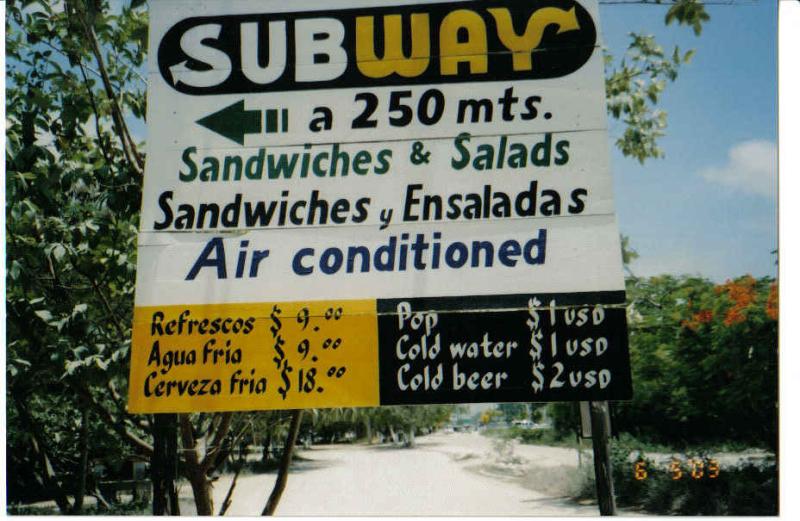 SUBWAY
a 250 mts.
Sandwiches & Salads
Sandwiches y Ensaladas
Air conditioned
Refrescos $ 9.00
Agua Fria $ 9.00
Cerveza fria $ 18.00
Pop $1 USD
Cold water $1 USD
Cold beer $2 USD
6 5 03